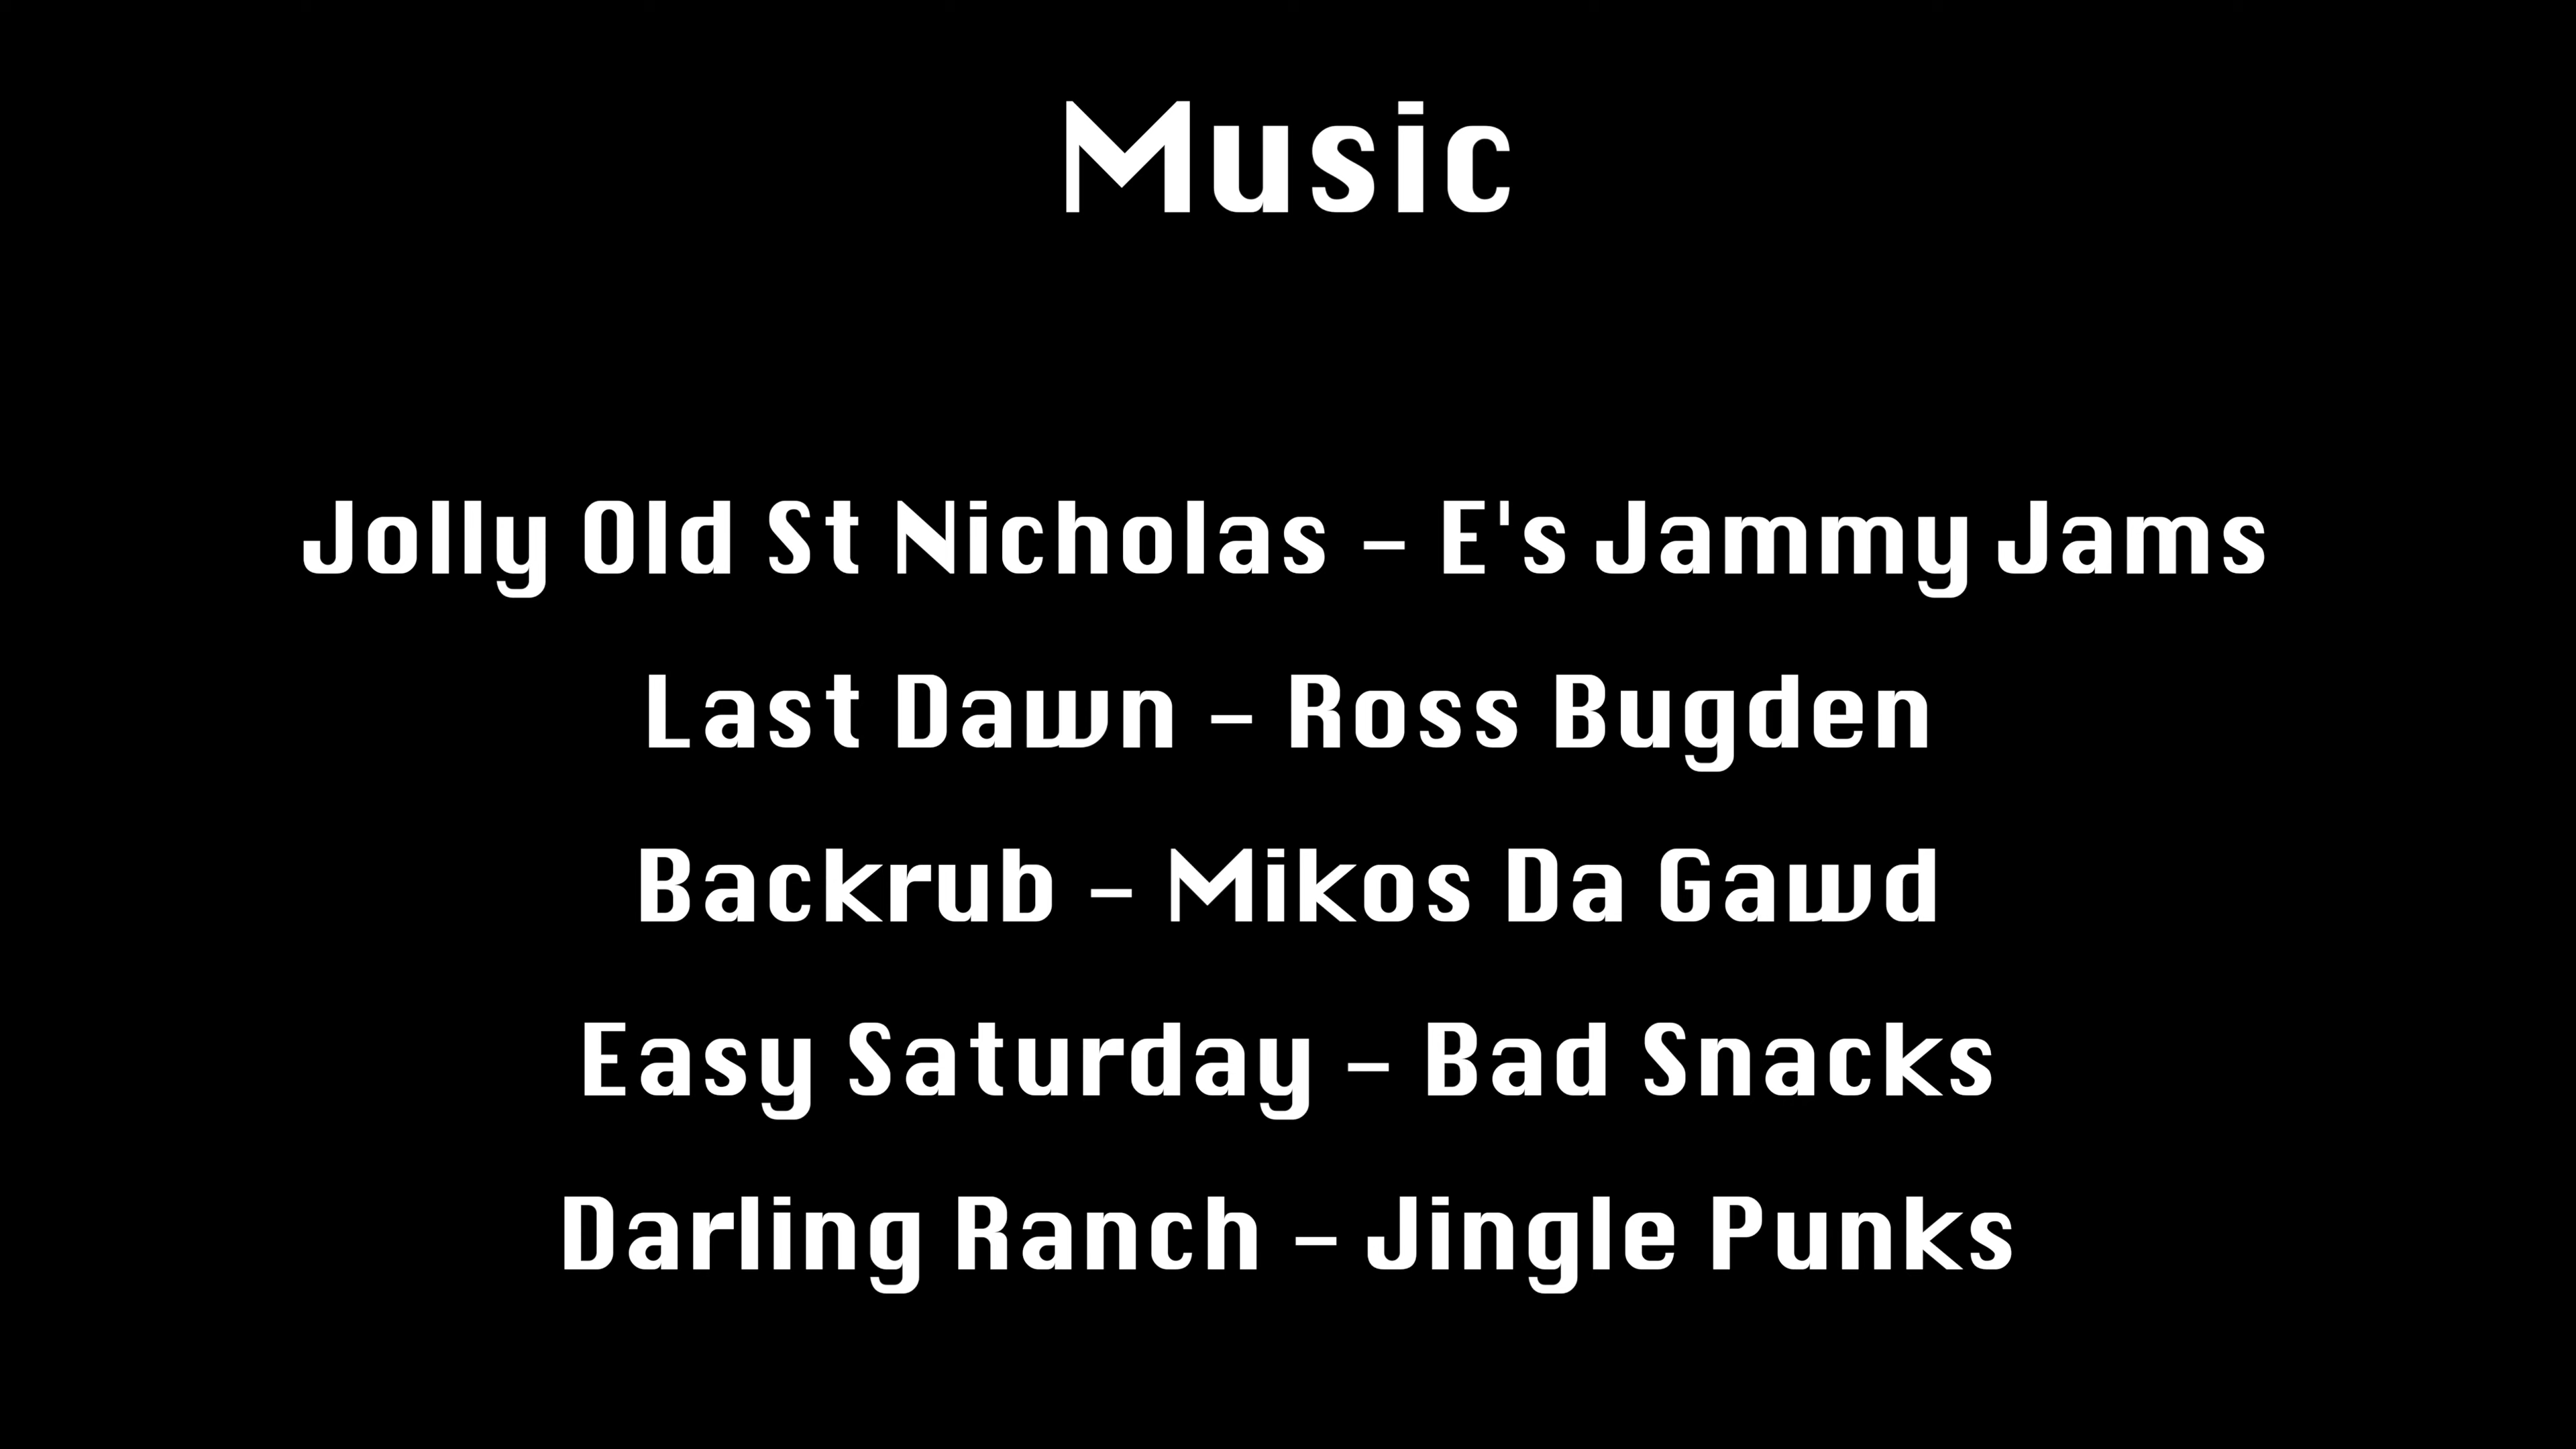 Music
Jolly Old St Nicholas - E's Jammy Jams
Last Dawn - Ross Bugden
Backrub - Mikos Da Gawd
Easy Saturday - Bad Snacks
Darling Ranch - Jingle Punks